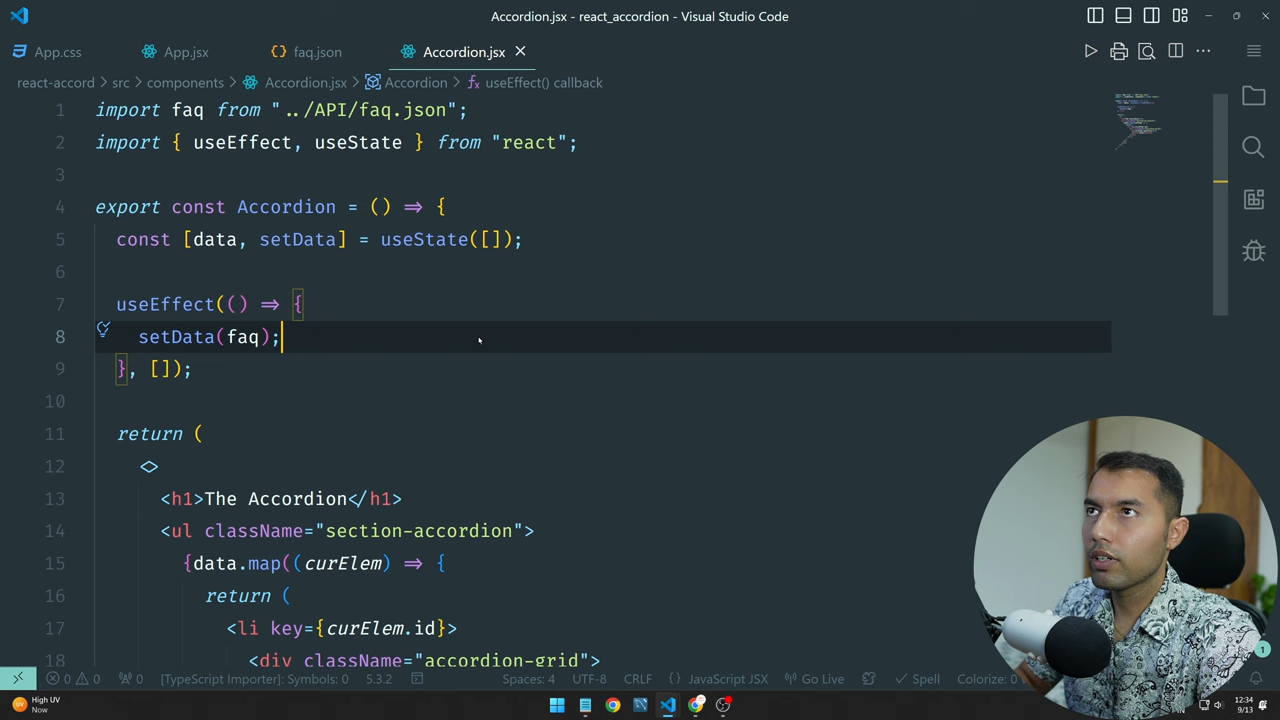 Accordion.jsx - react_accordion - Visual Studio Code
App.css
App.jsx
faq.json
Accordion.jsx
react-accord > src > components > Accordion.jsx > Accordion > useEffect() callback
1 import faq from "../API/faq.json";
2 import { useEffect, useState } from "react";
3
4 export const Accordion = () => {
5 const [data, setData] = useState([]);
6
7 useEffect(() => {
8 setData(faq);
9 }, []);
10
11 return (
12 <>
13 <h1>The Accordion</h1>
14 <ul className="section-accordion">
15 {data.map((curElem) => {
16 return (
17 <li key={curElem.id}>
18 <div className="accordion-grid">
0 0 0 [TypeScript Importer]: Symbols: 0 5.3.2 Spaces: 4 UTF-8 CRLF {} JavaScript JSX Go Live Spell Colorize: 0
1
High UV
Now
12:34
9/13